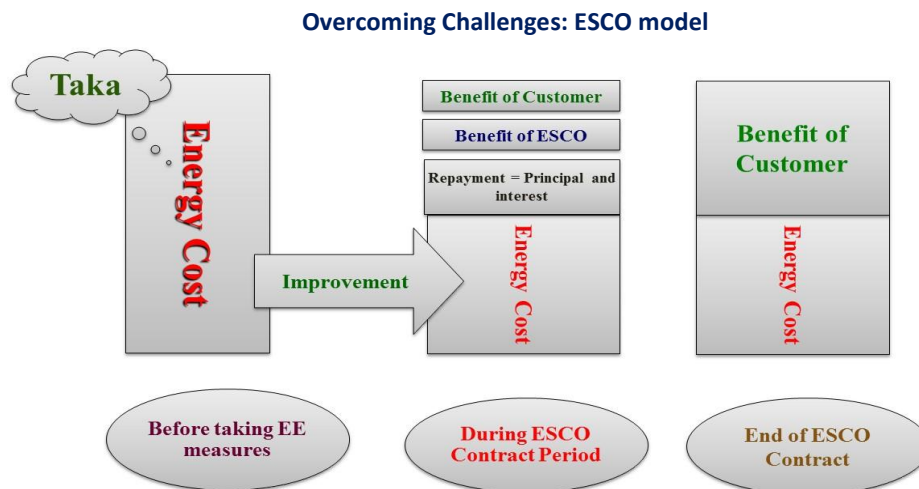 Overcoming Challenges: ESCO model
Taka
Energy Cost
Improvement
Benefit of Customer
Benefit of ESCO
Repayment = Principal and
interest
Energy Cost
Benefit of
Customer
Energy Cost
Before taking EE
measures
During ESCO
Contract Period
End of ESCO
Contract